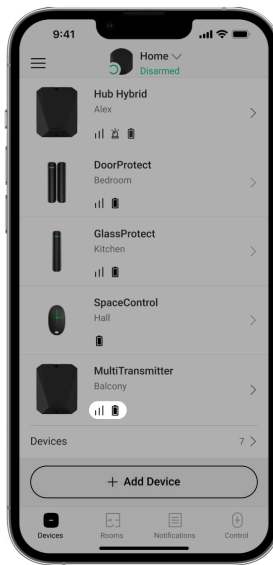 9:41
Home
Disarmed
Hub Hybrid
Alex
DoorProtect
Bedroom
GlassProtect
Kitchen
SpaceControl
Hall
MultiTransmitter
Balcony
Devices 7
+ Add Device
Devices Rooms Notifications Control